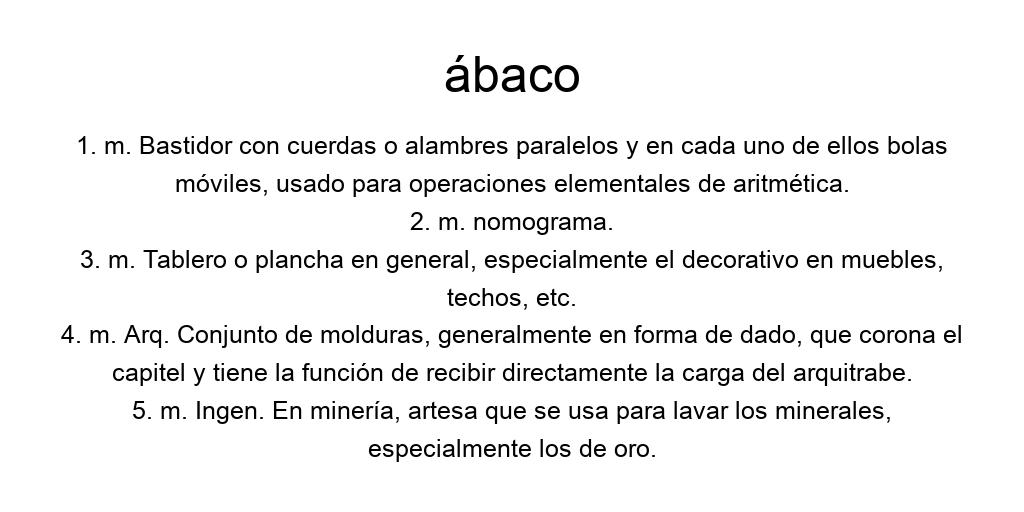 ábaco
1. m. Bastidor con cuerdas o alambres paralelos y en cada uno de ellos bolas
móviles, usado para operaciones elementales de aritmética.
2. m. nomograma.
3. m. Tablero o plancha en general, especialmente el decorativo en muebles,
techos, etc.
4. m. Arq. Conjunto de molduras, generalmente en forma de dado, que corona el
capitel y tiene la función de recibir directamente la carga del arquitrabe.
5. m. Ingen. En minería, artesa que se usa para lavar los minerales,
especialmente los de oro.